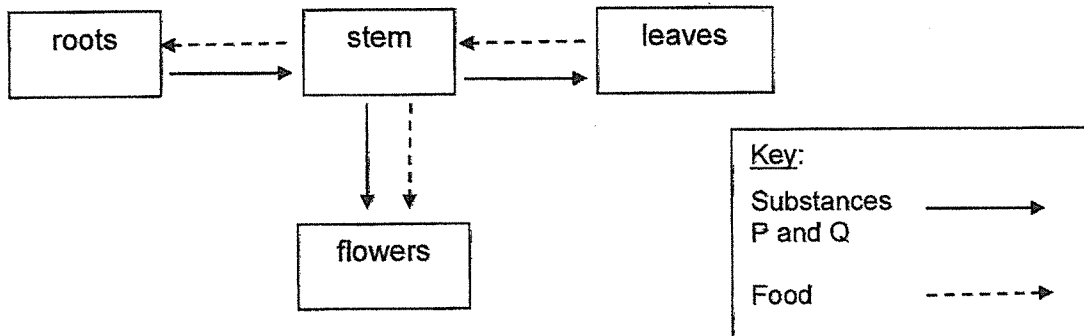 roots
stem
leaves
flowers
Key:
Substances
P and Q
Food